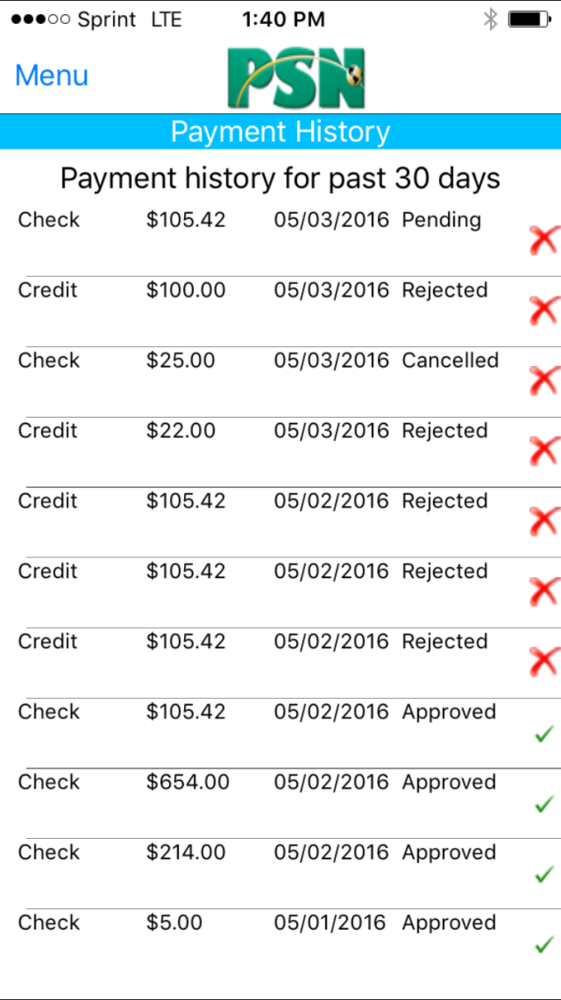 Sprint LTE 1:40 PM
Menu PSN
Payment History
Payment history for past 30 days
Check $105.42 05/03/2016 Pending
Credit $100.00 05/03/2016 Rejected
Check $25.00 05/03/2016 Cancelled
Credit $22.00 05/03/2016 Rejected
Credit $105.42 05/02/2016 Rejected
Credit $105.42 05/02/2016 Rejected
Credit $105.42 05/02/2016 Rejected
Check $105.42 05/02/2016 Approved
Check $654.00 05/02/2016 Approved
Check $214.00 05/02/2016 Approved
Check $5.00 05/01/2016 Approved